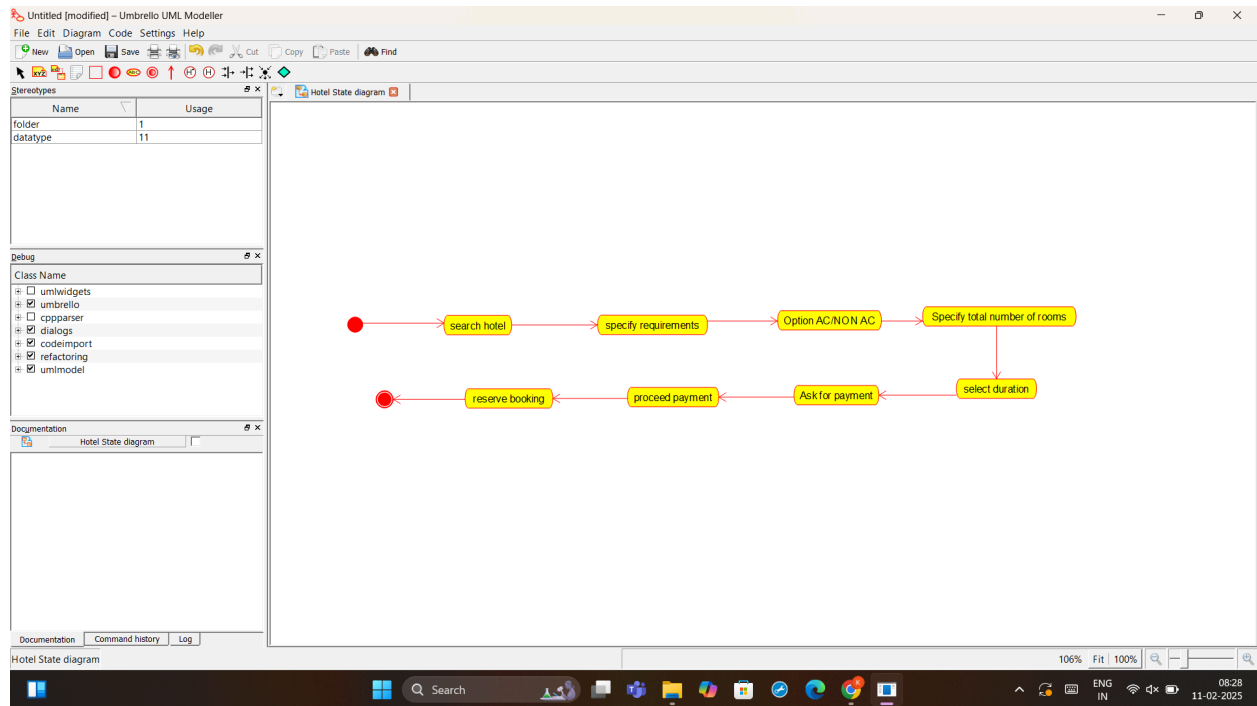 Untitled [modified] – Umbrello UML Modeller
File Edit Diagram Code Settings Help
New Open Save Cut Copy Paste Find
XYZ ABC H* H
Stereotypes
Hotel State diagram
Name Usage
folder 1
datatype 11
Debug
Class Name
umlwidgets
umbrello
cppparser
dialogs
codeimport
refactoring
umlmodel
search hotel
specify requirements
Option AC/NON AC
Specify total number of rooms
reserve booking
proceed payment
Ask for payment
select duration
Documentation
Hotel State diagram
Documentation Command history Log
Hotel State diagram
106% Fit 100%
Search
ENG
IN
08:28
11-02-2025